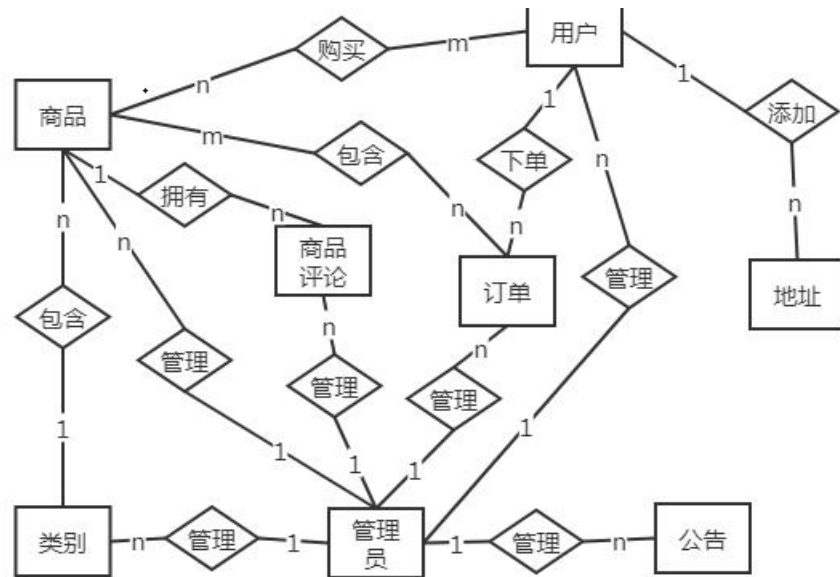 用户
购买
m
n
1
添加
商品
m
包含
1
下单
n
1
拥有
n
n
n
n
n
商品
评论
订单
管理
地址
包含
n
n
管理
管理
管理
1
1
1
1
1
类别
n
管理
1
管理
员
1
管理
n
公告